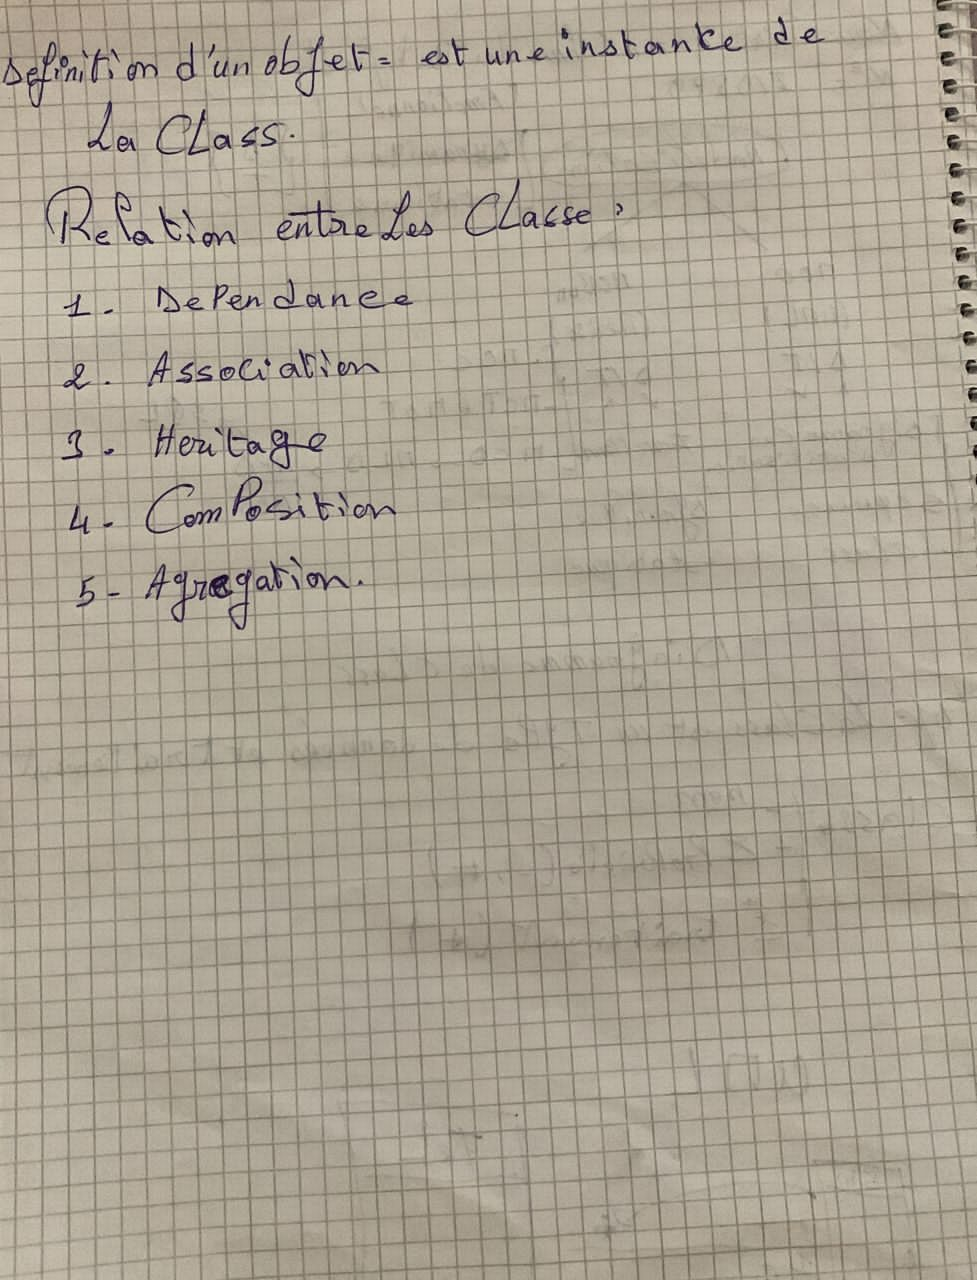 Definition d'un objet = est une instance de
La Class.
Relation entre Les Classe :
1. Dependance
2. Association
3. Heritage
4- Composition
5- Agregation.